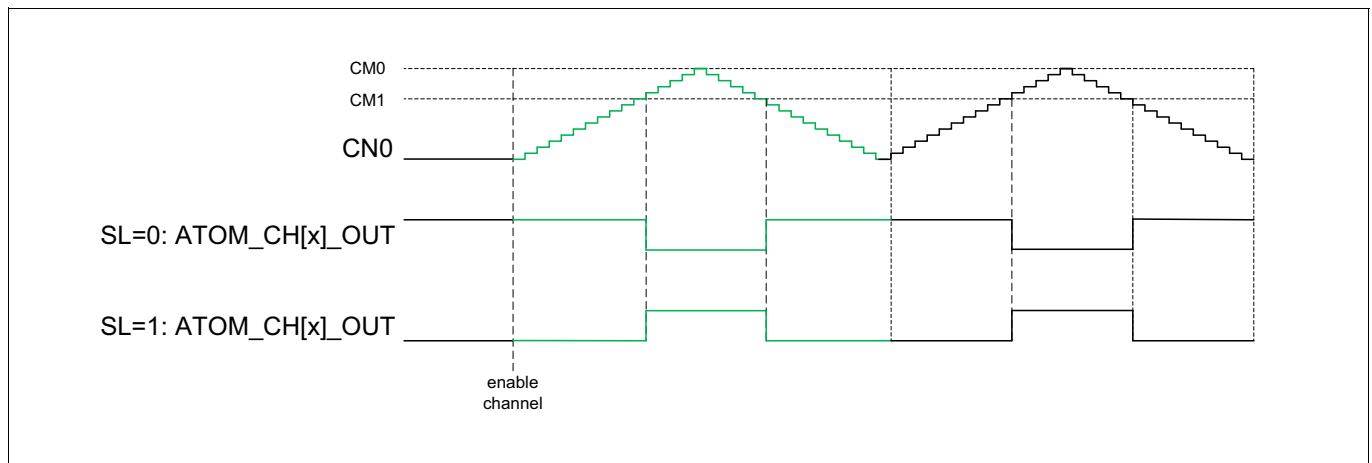 CM0
CM1
CN0
SL=0: ATOM_CH[x]_OUT
SL=1: ATOM_CH[x]_OUT
enable
channel